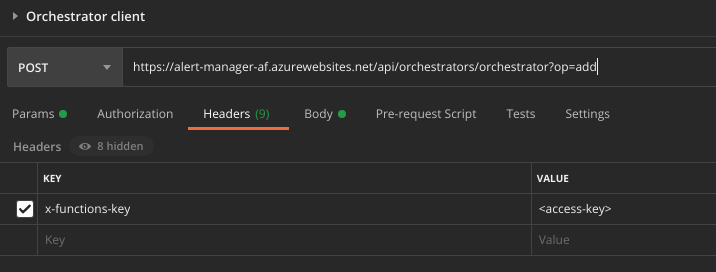 Orchestrator client
POST https://alert-manager-af.azurewebsites.net/api/orchestrators/orchestrator?op=add
Params Authorization Headers (9) Body Pre-request Script Tests Settings
Headers 8 hidden
KEY VALUE
x-functions-key <access-key>
Key Value